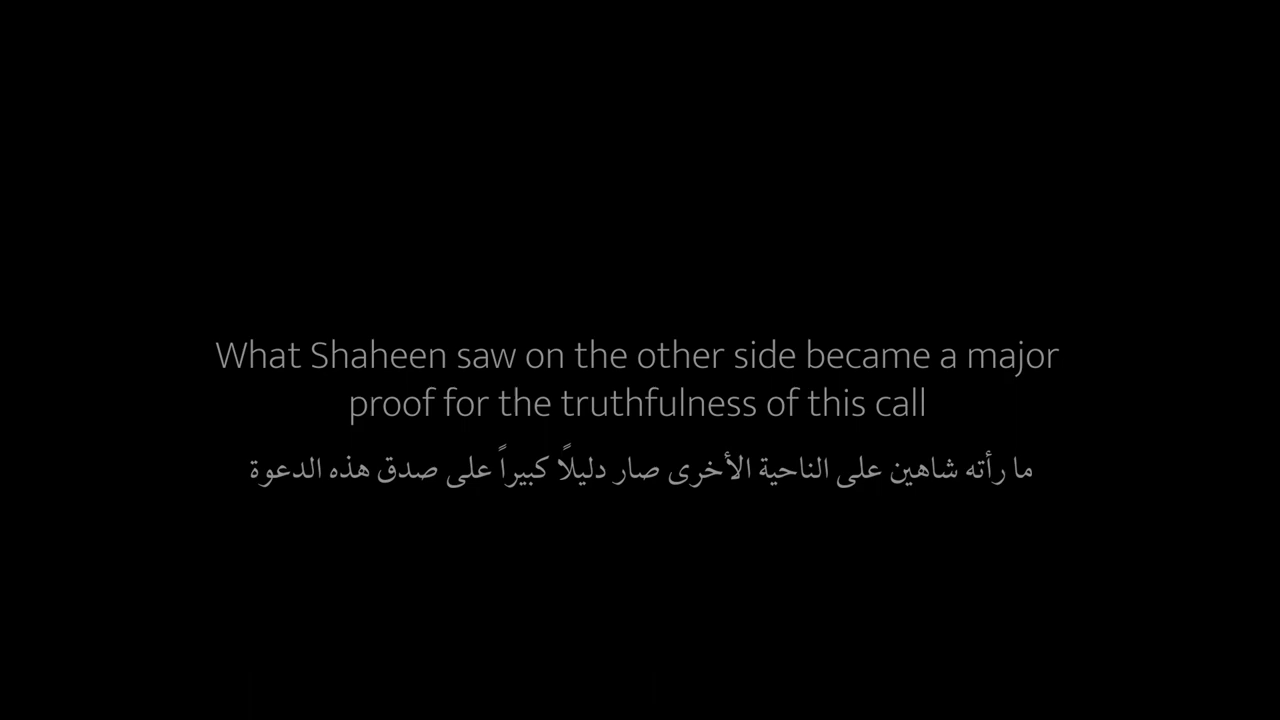 What Shaheen saw on the other side became a major
proof for the truthfulness of this call
ما رأته شاهين على الناحية الأخرى صار دليلاً كبيراً على صدق هذه الدعوة